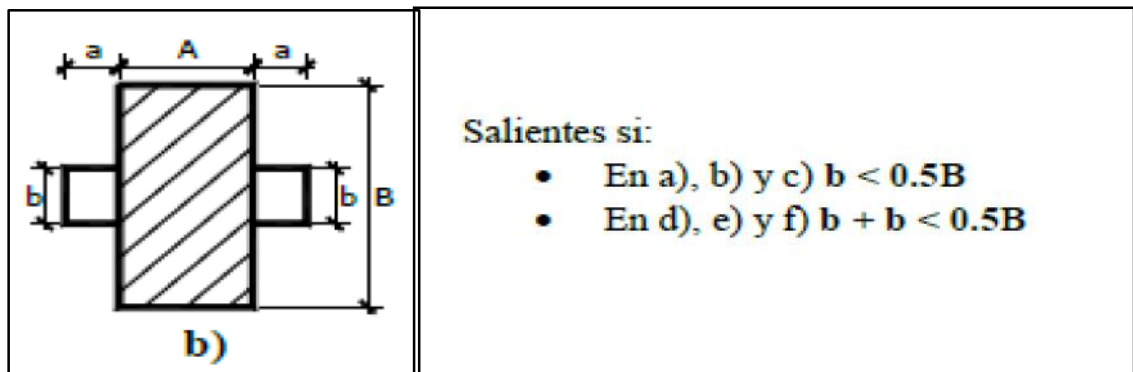 a A a
b b B
b)
Salientes si:
• En a), b) y c) b < 0.5B
• En d), e) y f) b + b < 0.5B